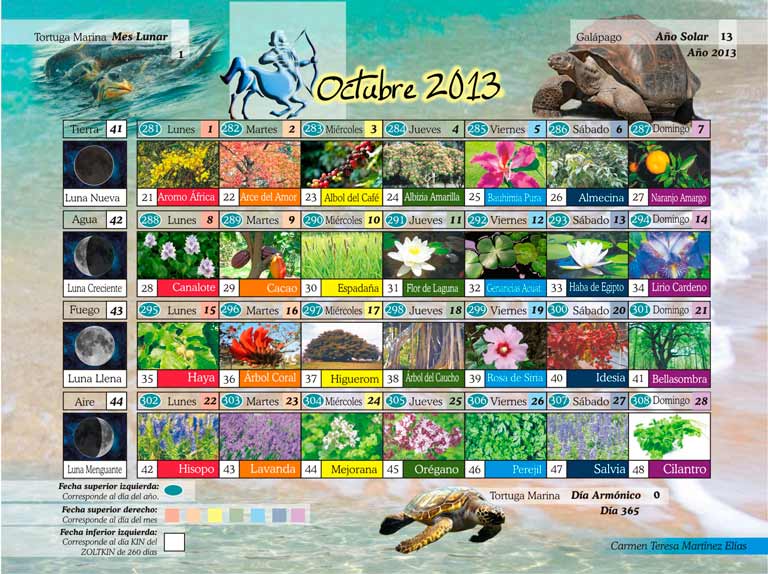 Tortuga Marina Mes Lunar
1
Octubre 2013
Galápago Año Solar 13
Año 2013
Tierra 41 281 Lunes 1 282 Martes 2 283 Miércoles 3 284 Jueves 4 285 Viernes 5 286 Sábado 6 287 Domingo 7
Luna Nueva 21 Aromo África 22 Arce del Amor 23 Albol del Café 24 Albizia Amarilla 25 Bauhimia Pura 26 Almecina 27 Naranjo Amargo
Agua 42 288 Lunes 8 289 Martes 9 290 Miércoles 10 291 Jueves 11 292 Viernes 12 293 Sábado 13 294 Domingo 14
Luna Creciente 28 Canalote 29 Cacao 30 Espadaña 31 Flor de Laguna 32 Genancias Acuat. 33 Haba de Egipto 34 Lirio Cardeno
Fuego 43 295 Lunes 15 296 Martes 16 297 Miércoles 17 298 Jueves 18 299 Viernes 19 300 Sábado 20 301 Domingo 21
Luna Llena 35 Haya 36 Árbol Coral 37 Higuerom 38 Árbol del Caucho 39 Rosa de Sirta 40 Idesia 41 Bellasombra
Aire 44 302 Lunes 22 303 Martes 23 304 Miércoles 24 305 Jueves 25 306 Viernes 26 307 Sábado 27 308 Domingo 28
Luna Menguante 42 Hisopo 43 Lavanda 44 Mejorana 45 Orégano 46 Perejil 47 Salvia 48 Cilantro
Fecha superior izquierda:
Corresponde al día del año.
Fecha superior derecho:
Corresponde al día del mes
Fecha inferior izquierda:
Corresponde al día KIN del
ZOLTKIN de 260 días
Tortuga Marina Día Armónico 0
Día 365
Carmen Teresa Martínez Elías